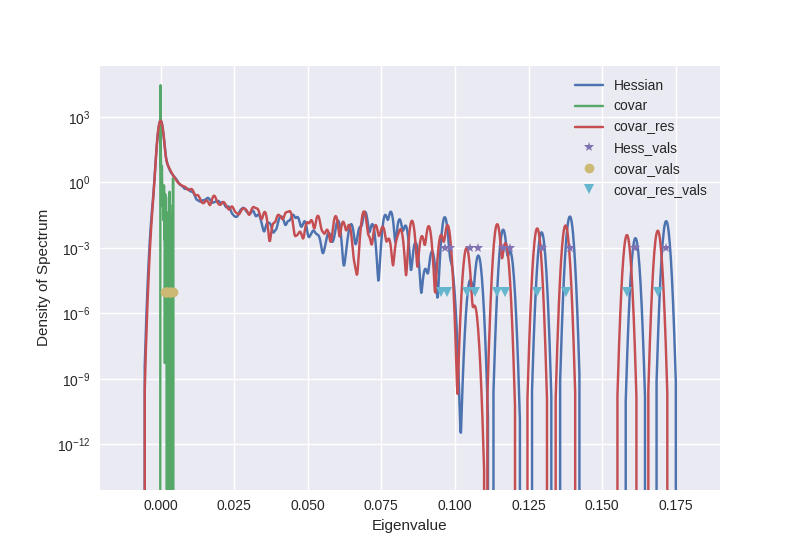 Hessian
covar
covar_res
Hess_vals
covar_vals
covar_res_vals
10^3
10^0
10^-3
10^-6
10^-9
10^-12
Density of Spectrum
0.000 0.025 0.050 0.075 0.100 0.125 0.150 0.175
Eigenvalue